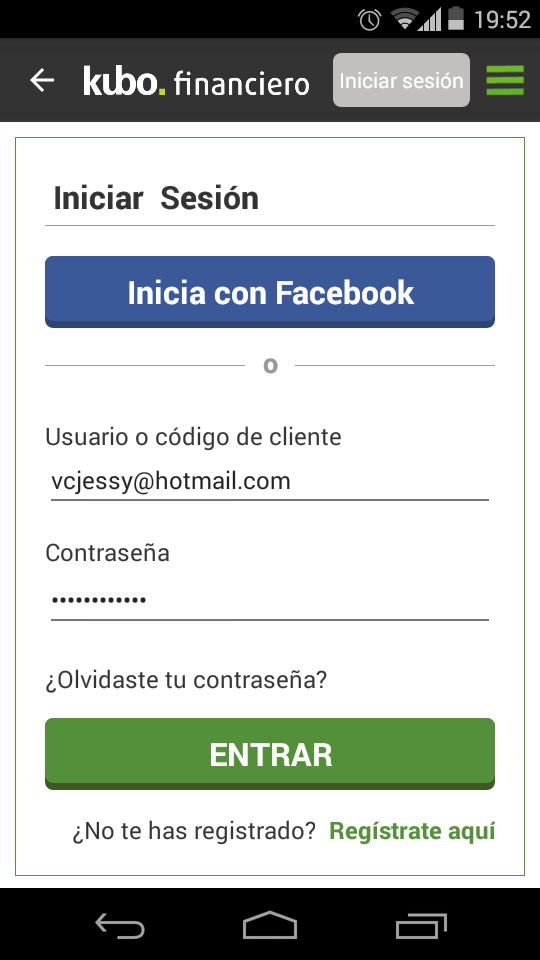 19:52
kubo. financiero
Iniciar sesión
Iniciar Sesión
Inicia con Facebook
o
Usuario o código de cliente
vcjessy@hotmail.com
Contraseña
••••••••••••
¿Olvidaste tu contraseña?
ENTRAR
¿No te has registrado? Regístrate aquí